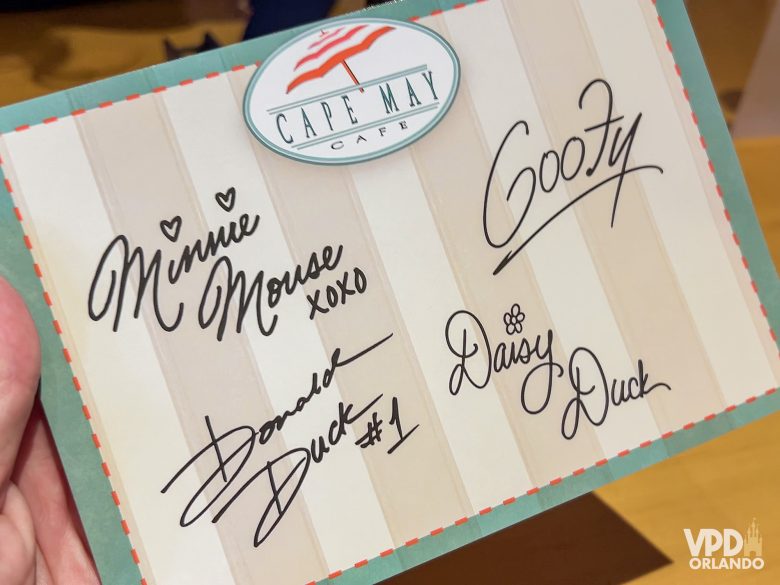 CAPE MAY
CAFE
Minnie
Mouse
xoxo
Goofy
Donald
Duck #1
Daisy
Duck
VPD
ORLANDO